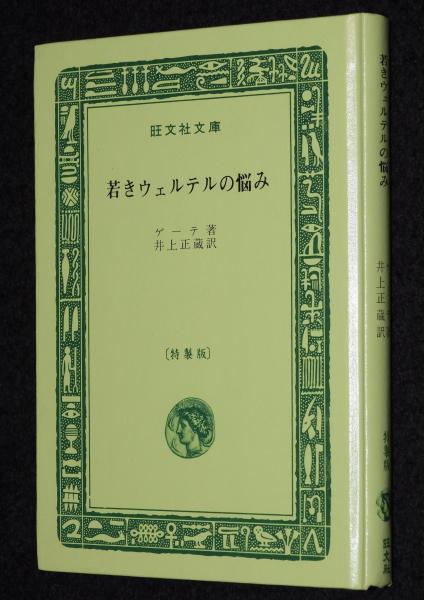 旺文社文庫
若きウェルテルの悩み
ゲーテ著
井上正蔵訳
〔特製版〕
若きウェルテルの悩み
井上正蔵訳
特製版
旺文社